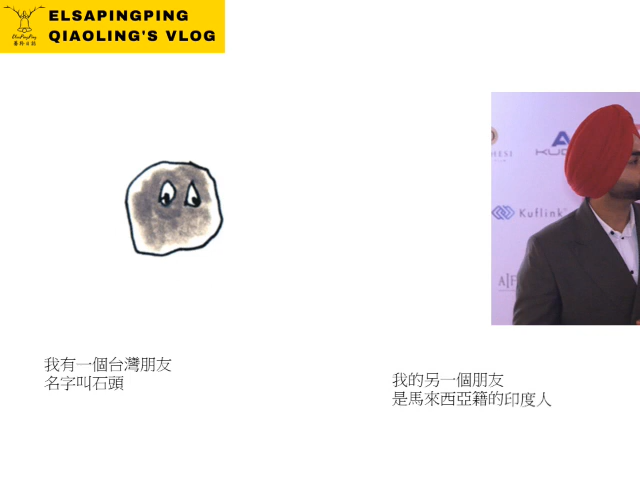 ELSAPINGPING
QIAOLING'S VLOG
Kuflink
我有一個台灣朋友
名字叫石頭
我的另一個朋友
是馬來西亞籍的印度人